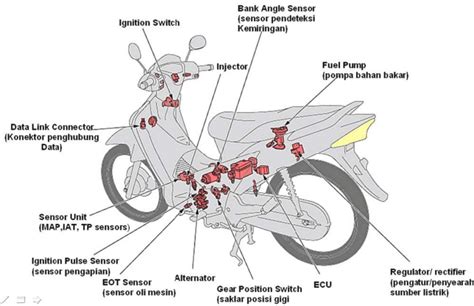 Bank Angle Sensor
(sensor pendeteksi
Kemiringan)
Ignition Switch
Injector
Fuel Pump
(pompa bahan bakar)
Data Link Connector
(Konektor penghubung
Data)
Sensor Unit
(MAP,IAT, TP sensors)
Ignition Pulse Sensor
(sensor pengapian)
EOT Sensor
(sensor oli mesin)
Alternator
Gear Position Switch
(saklar posisi gigi)
ECU
Regulator/ rectifier
(pengatur/penyearah
sumber listrik)